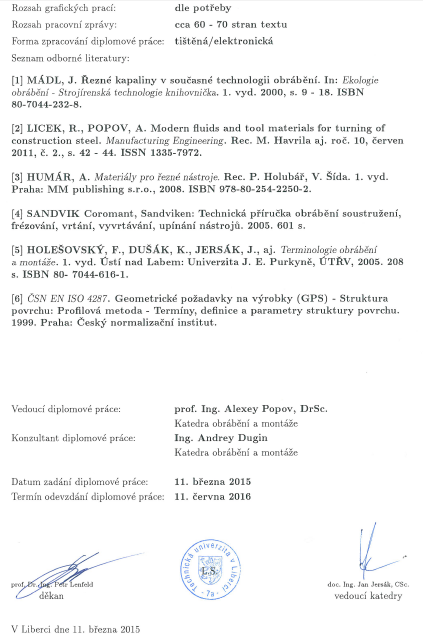 Rozsah grafických prací: dle potřeby
Rozsah pracovní zprávy: cca 60 - 70 stran textu
Forma zpracování diplomové práce: tištěná/elektronická
Seznam odborné literatury:
[1] MÁDL, J. Řezné kapaliny v současné technologii obrábění. In: Ekologie
obrábění - Strojírenská technologie knihovnička. 1. vyd. 2000, s. 9 - 18. ISBN
80-7044-232-8.
[2] LICEK, R., POPOV, A. Modern fluids and tool materials for turning of
construction steel. Manufacturing Engineering. Rec. M. Havrila aj. roč. 10, červen
2011, č. 2., s. 42 - 44. ISSN 1335-7972.
[3] HUMÁR, A. Materiály pro řezné nástroje. Rec. P. Holubář, V. Šída. 1. vyd.
Praha: MM publishing s.r.o., 2008. ISBN 978-80-254-2250-2.
[4] SANDVIK Coromant, Sandviken: Technická příručka obrábění soustružení,
frézování, vrtání, vyvrtávání, upínání nástrojů. 2005. 601 s.
[5] HOLEŠOVSKÝ, F., DUŠÁK, K., JERSÁK, J., aj. Terminologie obrábění
a montáže. 1. vyd. Ústí nad Labem: Univerzita J. E. Purkyně, ÚTŘV, 2005. 208
s. ISBN 80- 7044-616-1.
[6] ČSN EN ISO 4287. Geometrické požadavky na výrobky (GPS) - Struktura
povrchu: Profilová metoda - Termíny, definice a parametry struktury povrchu.
1999. Praha: Český normalizační institut.
Vedoucí diplomové práce: prof. Ing. Alexey Popov, DrSc.
Katedra obrábění a montáže
Konzultant diplomové práce: Ing. Andrey Dugin
Katedra obrábění a montáže
Datum zadání diplomové práce: 11. března 2015
Termín odevzdání diplomové práce: 11. června 2016
Technická univerzita v Liberci
L.S.
- 7a -
prof. Dr. Ing. Petr Lenfeld
děkan
doc. Ing. Jan Jersák, CSc.
vedoucí katedry
V Liberci dne 11. března 2015